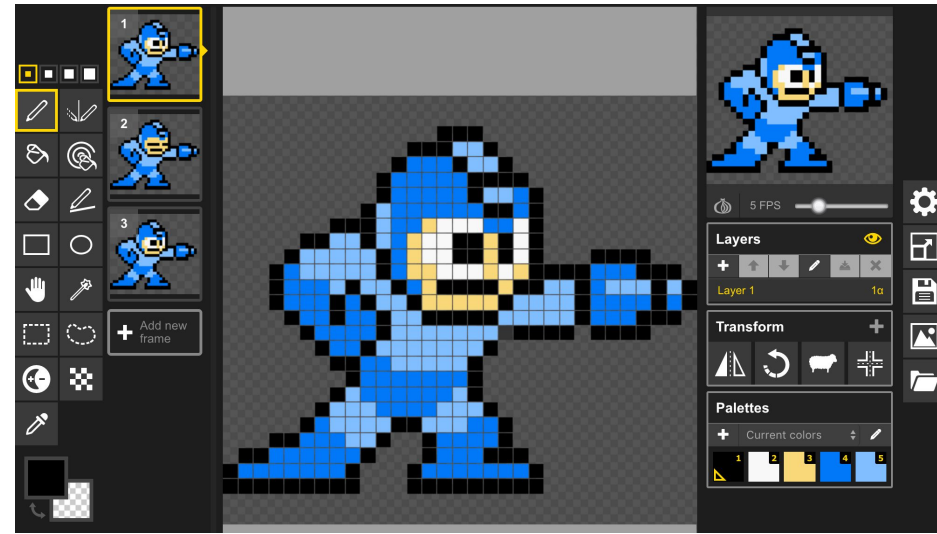 1
2
3
Add new
frame
5 FPS
Layers
Layer 1
1α
Transform
Palettes
Current colors
1
2
3
4
5